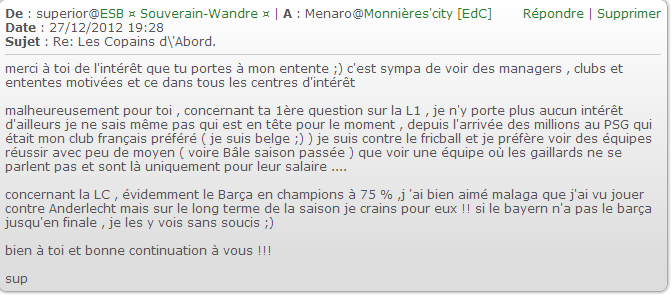 De : superior@ESB ¤ Souverain-Wandre ¤ | A : Menaro@Monnières'city [EdC] Répondre | Supprimer
Date : 27/12/2012 19:28
Sujet : Re: Les Copains d\'Abord.
merci à toi de l'intérêt que tu portes à mon entente ;) c'est sympa de voir des managers , clubs et
ententes motivées et ce dans tous les centres d'intérêt
malheureusement pour toi , concernant ta 1ère question sur la L1 , je n'y porte plus aucun intérêt
d'ailleurs je ne sais même pas qui est en tête pour le moment , depuis l'arrivée des millions au PSG qui
était mon club français préféré ( je suis belge ;) ) je suis contre le fricball et je préfère voir des équipes
réussir avec peu de moyen ( voire Bâle saison passée ) que voir une équipe où les gaillards ne se
parlent pas et sont là uniquement pour leur salaire ....
concernant la LC , évidemment le Barça en champions à 75 % ,j 'ai bien aimé malaga que j'ai vu jouer
contre Anderlecht mais sur le long terme de la saison je crains pour eux !! si le bayern n'a pas le barça
jusqu'en finale , je les y vois sans soucis ;)
bien à toi et bonne continuation à vous !!!
sup